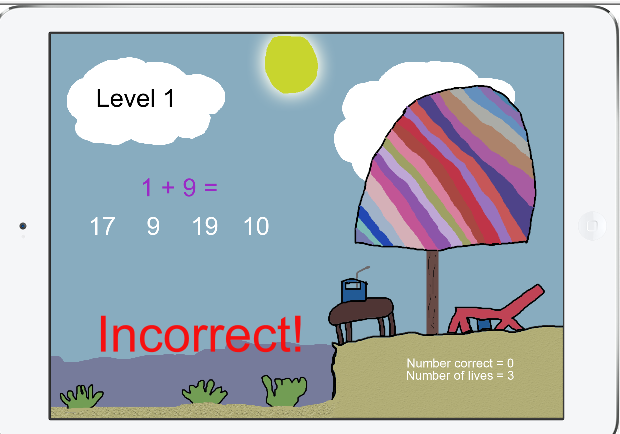 Level 1
1 + 9 =
17 9 19 10
Incorrect!
Number correct = 0
Number of lives = 3